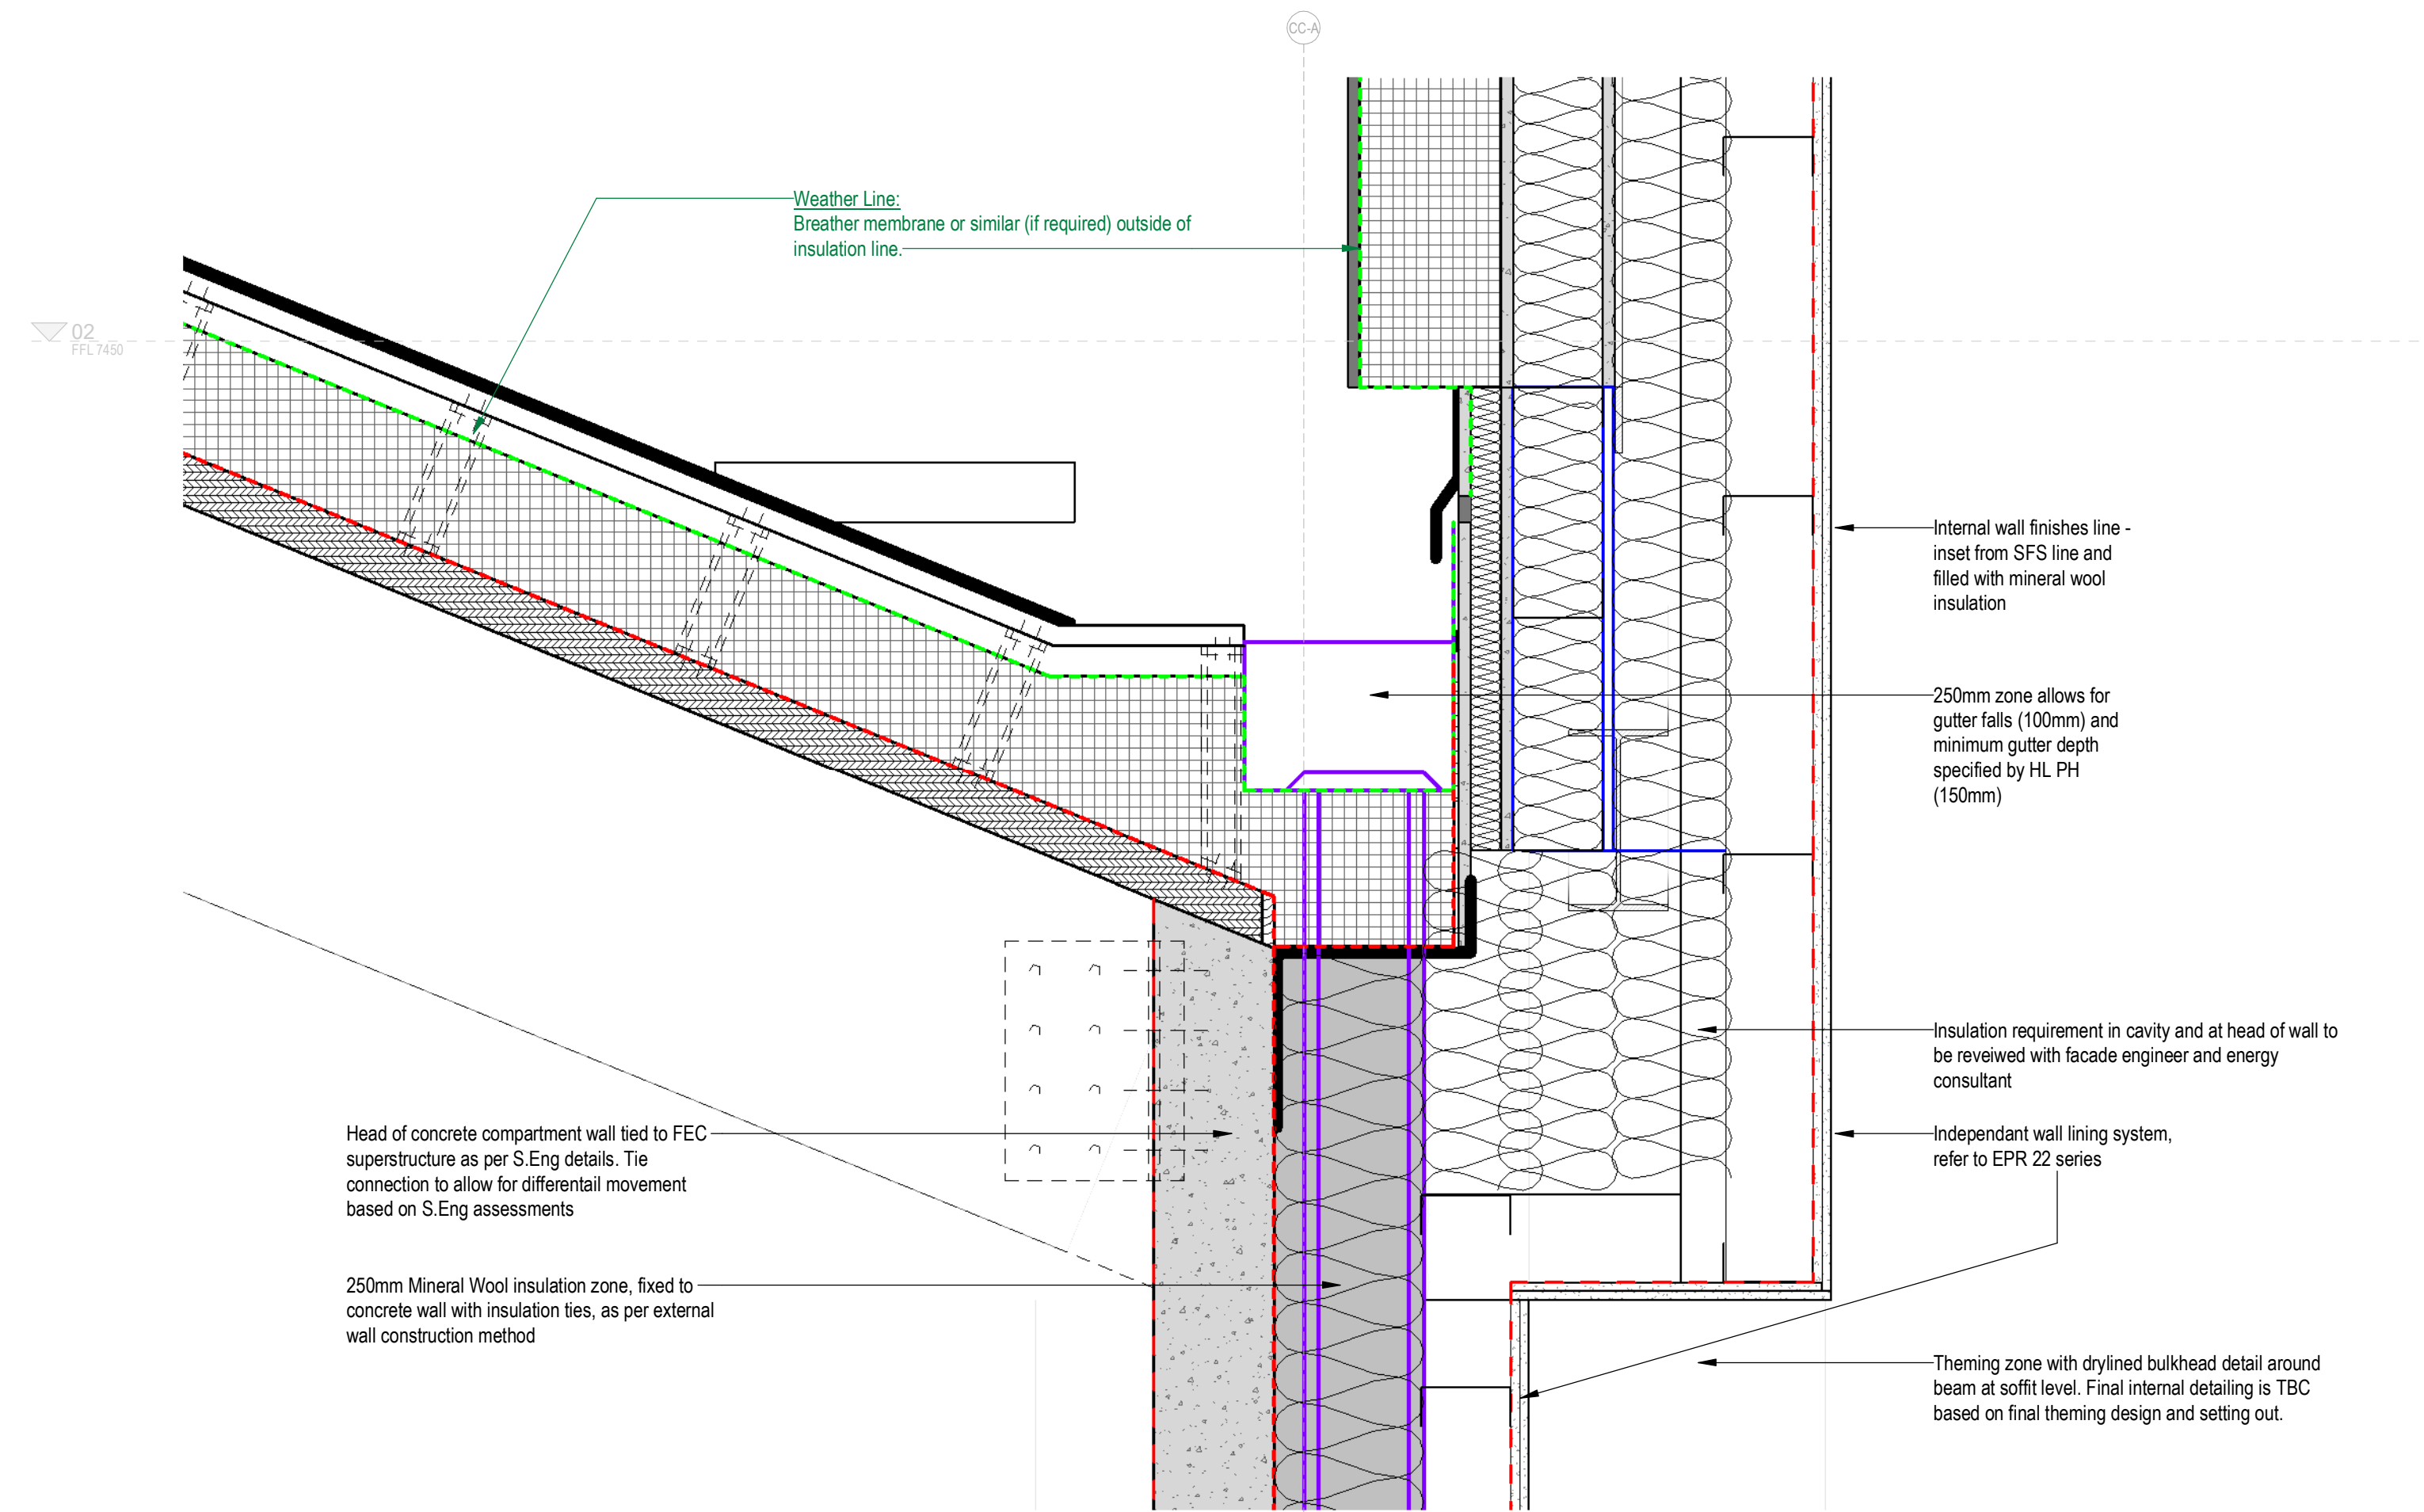 CC-A
Weather Line:
Breather membrane or similar (if required) outside of
insulation line.
02
FFL 7450
Internal wall finishes line -
inset from SFS line and
filled with mineral wool
insulation
250mm zone allows for
gutter falls (100mm) and
minimum gutter depth
specified by HL PH
(150mm)
Insulation requirement in cavity and at head of wall to
be reveiwed with facade engineer and energy
consultant
Head of concrete compartment wall tied to FEC
superstructure as per S.Eng details. Tie
connection to allow for differentail movement
based on S.Eng assessments
Independant wall lining system,
refer to EPR 22 series
250mm Mineral Wool insulation zone, fixed to
concrete wall with insulation ties, as per external
wall construction method
Theming zone with drylined bulkhead detail around
beam at soffit level. Final internal detailing is TBC
based on final theming design and setting out.